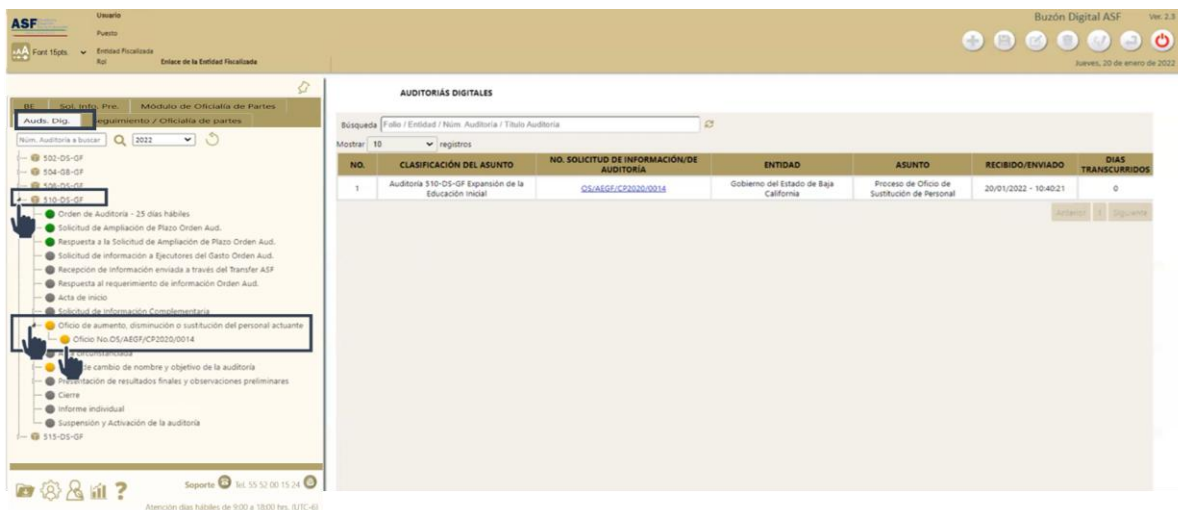 ASF
Usuario
Puesto
Font 15pts.
Entidad Fiscalizada
Rol Enlace de la Entidad Fiscalizada
Buzón Digital ASF Ver. 2.3
Jueves, 20 de enero de 2022
BE Sol. Info. Pre. Módulo de Oficialía de Partes
Auds. Dig. Seguimiento / Oficialía de partes
Núm. Auditoría a buscar 2022
502-DS-GF
504-GB-GF
508-DS-GF
510-DS-GF
Orden de Auditoría - 25 días hábiles
Solicitud de Ampliación de Plazo Orden Aud.
Respuesta a la Solicitud de Ampliación de Plazo Orden Aud.
Solicitud de información a Ejecutores del Gasto Orden Aud.
Recepción de información enviada a través del Transfer ASF
Respuesta al requerimiento de información Orden Aud.
Acta de inicio
Solicitud de Información Complementaria
Oficio de aumento, disminución o sustitución del personal actuante
Oficio No.OS/AEGF/CP2020/0014
circunstanciada
de cambio de nombre y objetivo de la auditoría
Presentación de resultados finales y observaciones preliminares
Cierre
Informe individual
Suspensión y Activación de la auditoría
515-DS-GF
Soporte Tel. 55 52 00 15 24
Atención días hábiles de 9:00 a 18:00 hrs. (UTC-6)
AUDITORIÁS DIGITALES
Búsqueda Folio / Entidad / Núm. Auditoría / Título Auditoría
Mostrar 10 registros
NO. CLASIFICACIÓN DEL ASUNTO NO. SOLICITUD DE INFORMACIÓN/DE AUDITORÍA ENTIDAD ASUNTO RECIBIDO/ENVIADO DIAS TRANSCURRIDOS
1 Auditoría 510-DS-GF Expansión de la Educación Inicial OS/AEGF/CP2020/0014 Gobierno del Estado de Baja California Proceso de Oficio de Sustitución de Personal 20/01/2022 - 10:40:21 0
Anterior 1 Siguiente